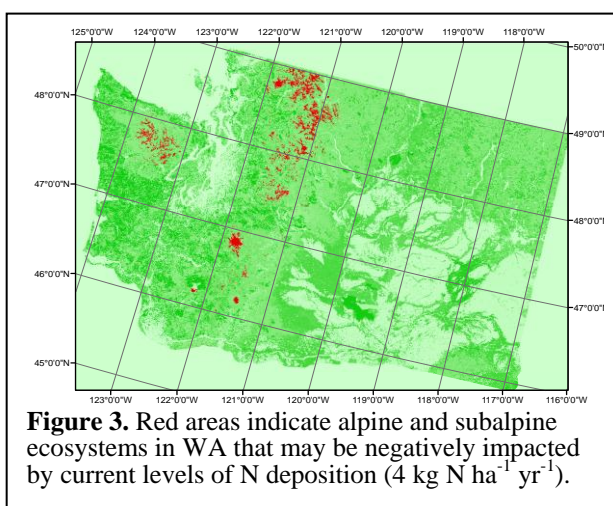 125°0'0"W 124°0'0"W 123°0'0"W 122°0'0"W 121°0'0"W 120°0'0"W 119°0'0"W 118°0'0"W
50°0'0"N
48°0'0"N
49°0'0"N
47°0'0"N
48°0'0"N
46°0'0"N
47°0'0"N
45°0'0"N
123°0'0"W 122°0'0"W 121°0'0"W 120°0'0"W 119°0'0"W 118°0'0"W 117°0'0"W 116°0'0"W
Figure 3. Red areas indicate alpine and subalpine
ecosystems in WA that may be negatively impacted
by current levels of N deposition (4 kg N ha⁻¹ yr⁻¹).